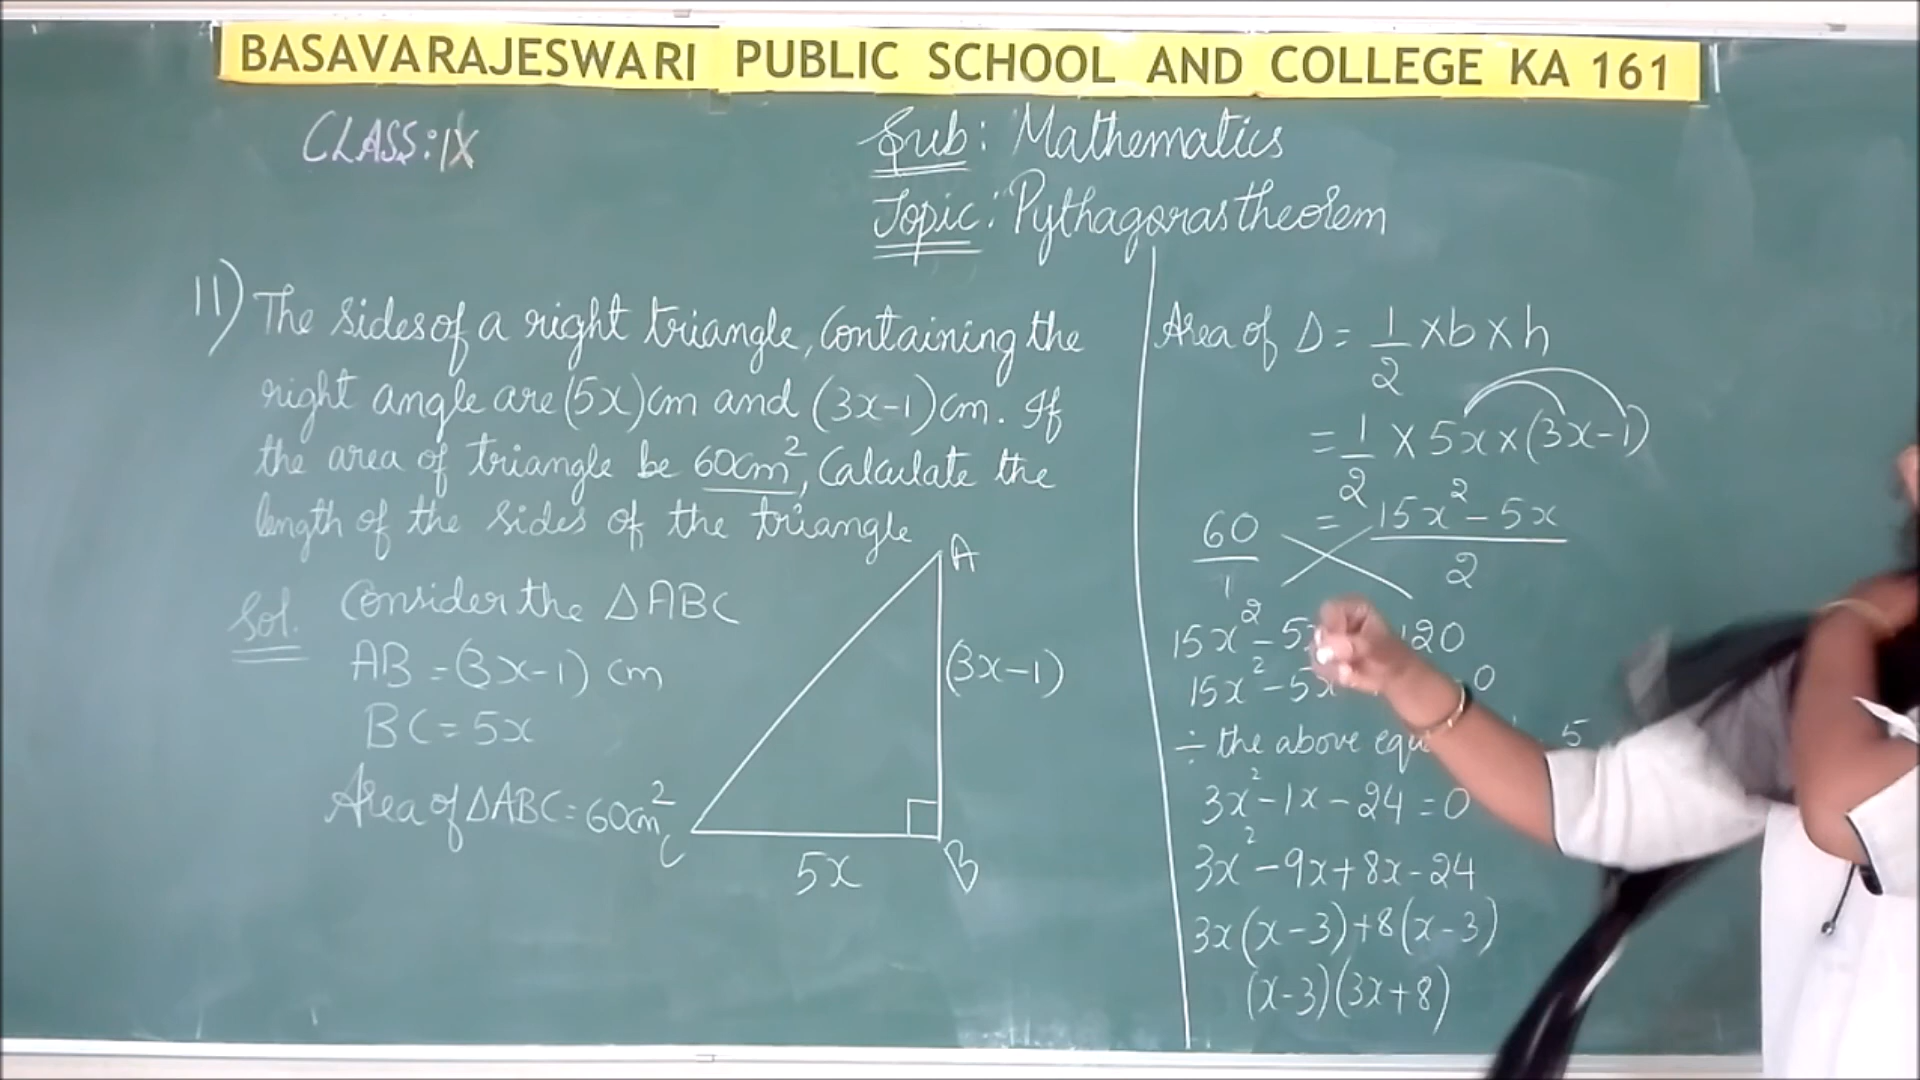 BASAVARAJESWARI PUBLIC SCHOOL AND COLLEGE KA 161
CLASS: IX
Sub: Mathematics
Topic: Pythagoras theorem
11) The sides of a right triangle, containing the
right angle are (5x)cm and (3x-1)cm. If
the area of triangle be 60cm², Calculate the
length of the sides of the triangle
Sol. Consider the △ABC
AB = (3x-1) cm
BC = 5x
Area of △ABC = 60cm²
A
(3x-1)
C
5x
B
Area of △ = 1/2 × b × h
= 1/2 × 5x × (3x-1)
60/1 = 15x² - 5x / 2
15x² - 5x 120
15x² - 5x 0
÷ the above 5
3x² - 1x - 24 = 0
3x² - 9x + 8x - 24
3x(x-3) + 8(x-3)
(x-3)(3x+8)